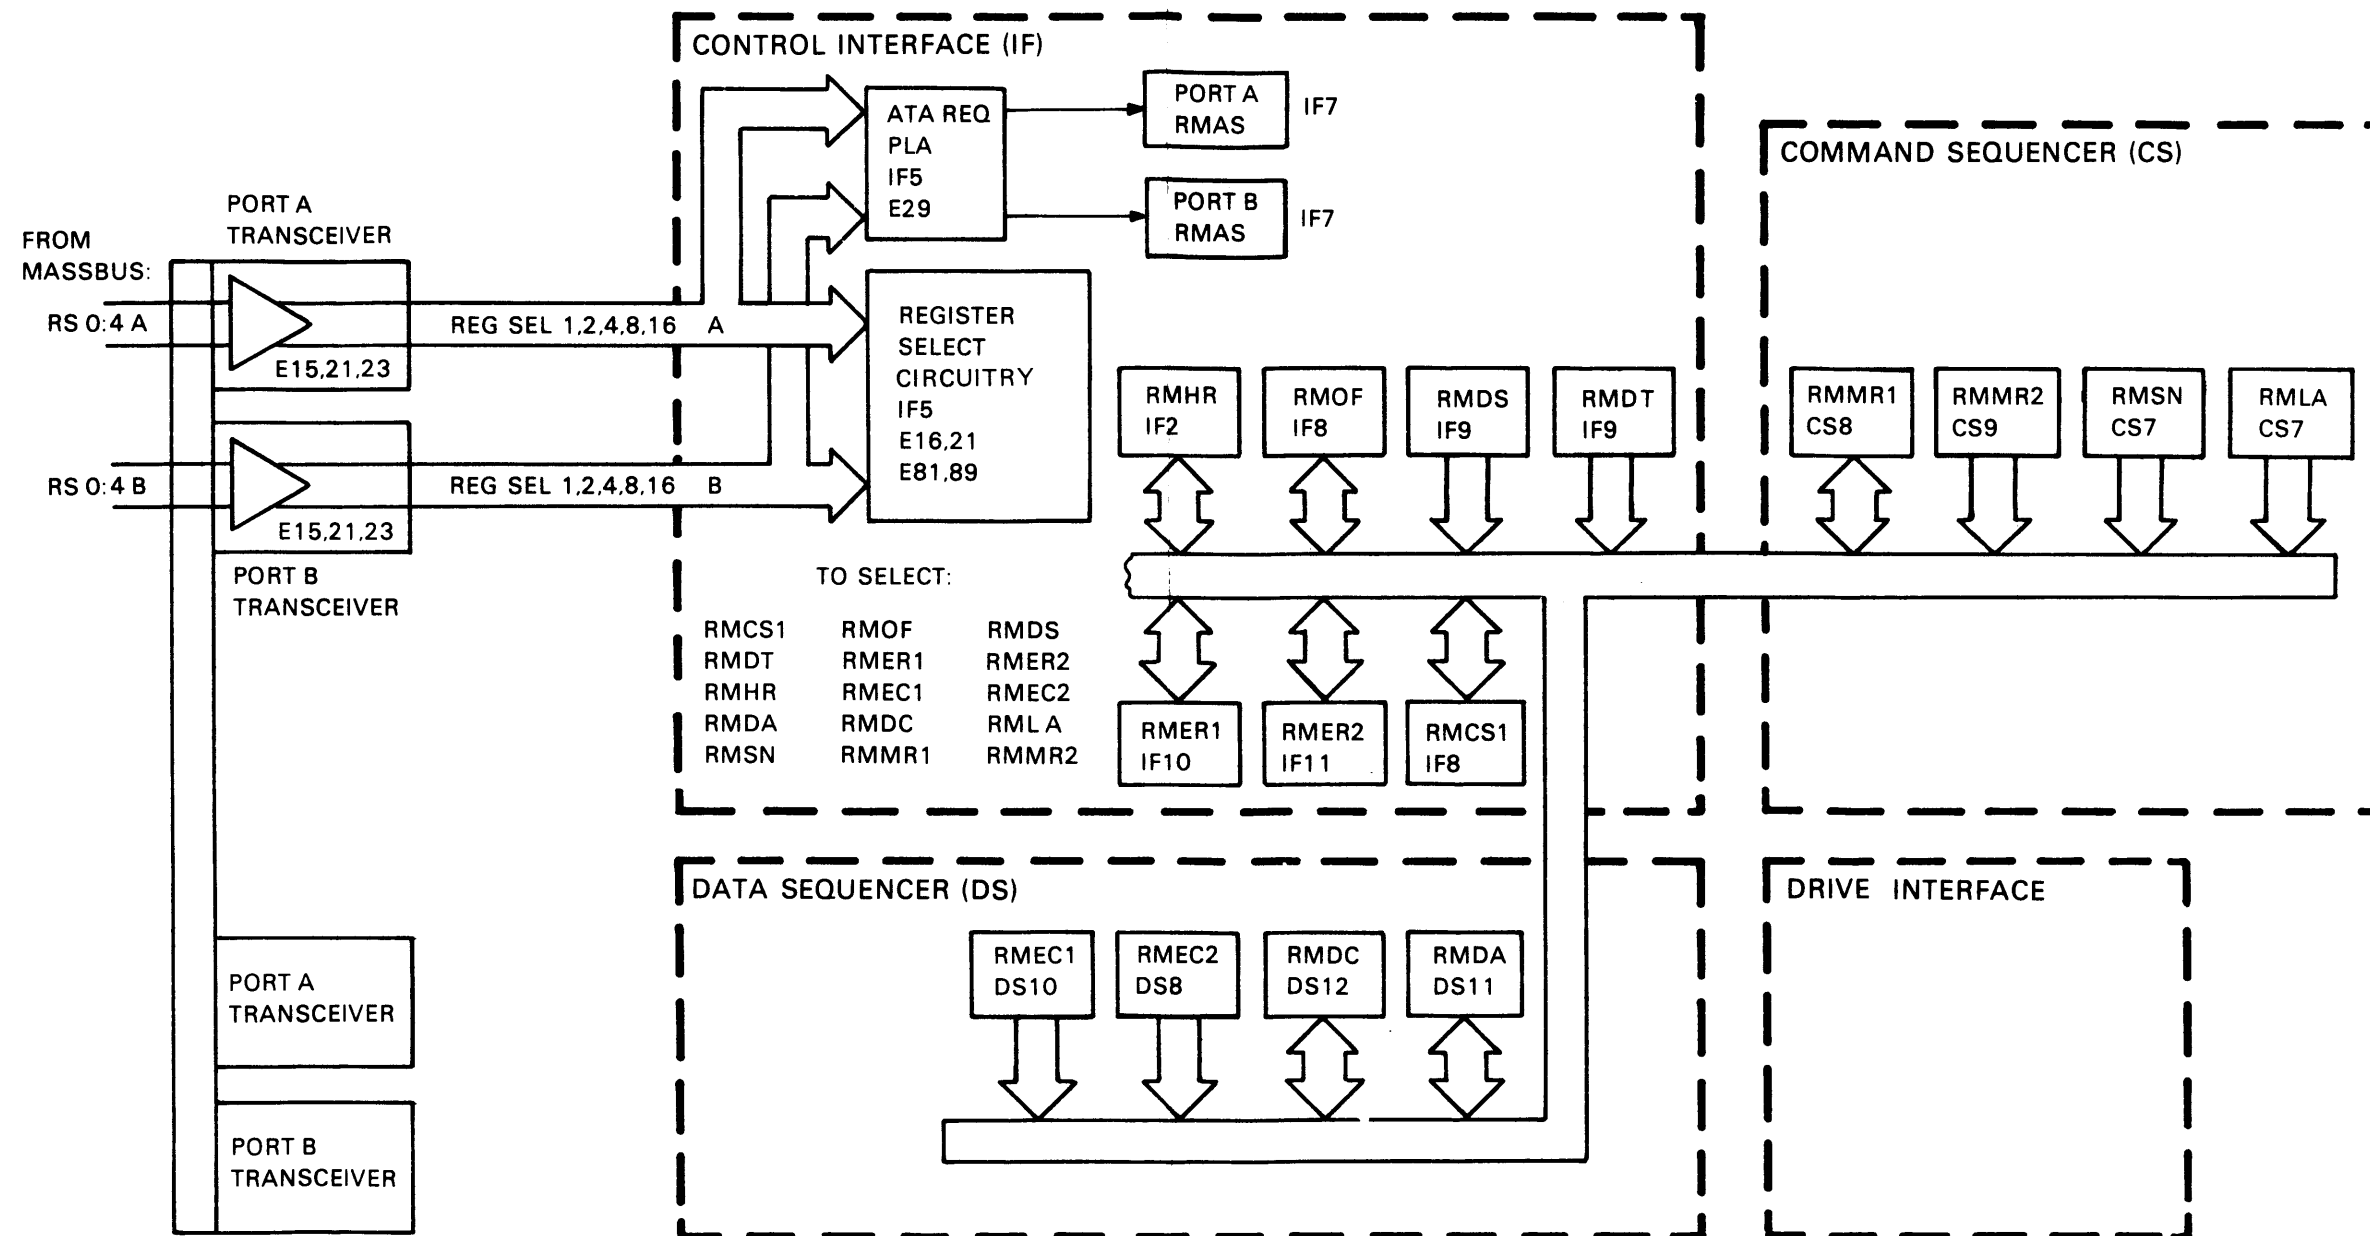 CONTROL INTERFACE (IF)
ATA REQ
PLA
IF5
E29
PORT A
RMAS
IF7
PORT B
RMAS
IF7
COMMAND SEQUENCER (CS)
PORT A
TRANSCEIVER
FROM
MASSBUS:
RS 0:4 A
E15,21,23
REG SEL 1,2,4,8,16 A
RS 0:4 B
E15,21,23
REG SEL 1,2,4,8,16 B
PORT B
TRANSCEIVER
REGISTER
SELECT
CIRCUITRY
IF5
E16,21
E81,89
RMHR
IF2
RMOF
IF8
RMDS
IF9
RMDT
IF9
RMMR1
CS8
RMMR2
CS9
RMSN
CS7
RMLA
CS7
TO SELECT:
RMCS1 RMOF RMDS
RMDT RMER1 RMER2
RMHR RMEC1 RMEC2
RMDA RMDC RMLA
RMSN RMMR1 RMMR2
RMER1
IF10
RMER2
IF11
RMCS1
IF8
DATA SEQUENCER (DS)
RMEC1
DS10
RMEC2
DS8
RMDC
DS12
RMDA
DS11
DRIVE INTERFACE
PORT A
TRANSCEIVER
PORT B
TRANSCEIVER